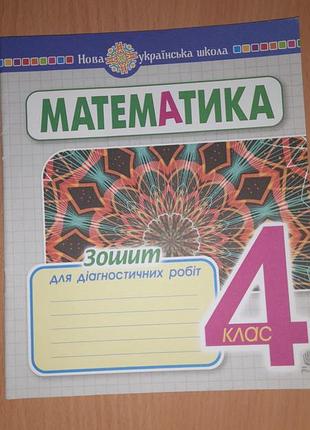 Нова українська школа
МАТЕМАТИКА
Зошит
для діагностичних робіт
4
клас